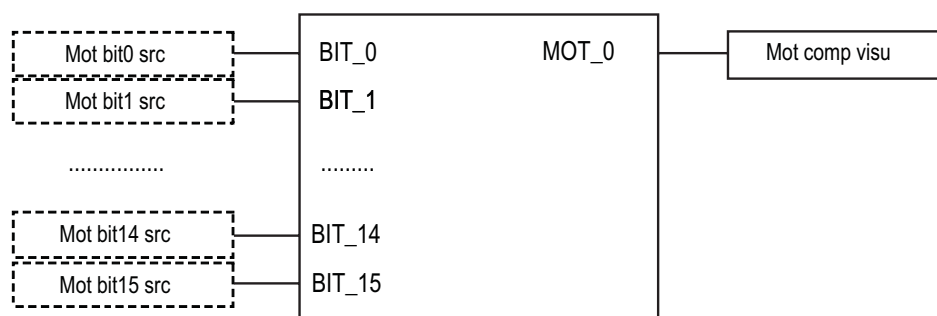 Mot bit0 src BIT_0 MOT_0 Mot comp visu
Mot bit1 src BIT_1
................ .........
Mot bit14 src BIT_14
Mot bit15 src BIT_15